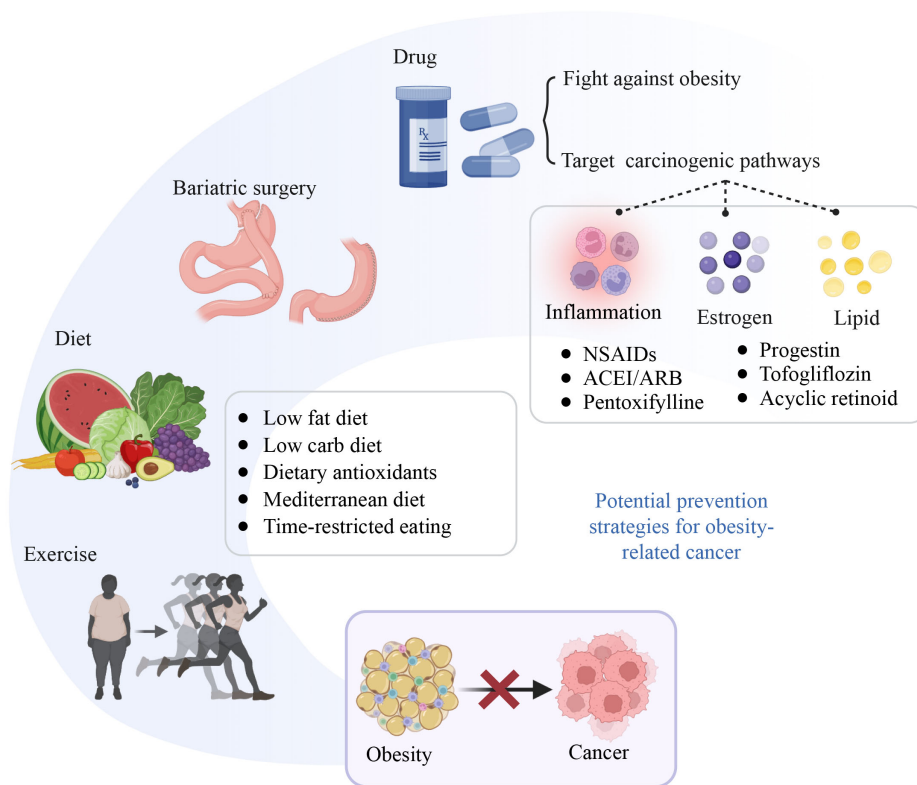 Drug
Fight against obesity
Target carcinogenic pathways
Rx
Bariatric surgery
Inflammation
Estrogen
Lipid
• NSAIDs
• ACEI/ARB
• Pentoxifylline
• Progestin
• Tofogliflozin
• Acyclic retinoid
Diet
• Low fat diet
• Low carb diet
• Dietary antioxidants
• Mediterranean diet
• Time-restricted eating
Potential prevention
strategies for obesity-
related cancer
Exercise
Obesity
Cancer